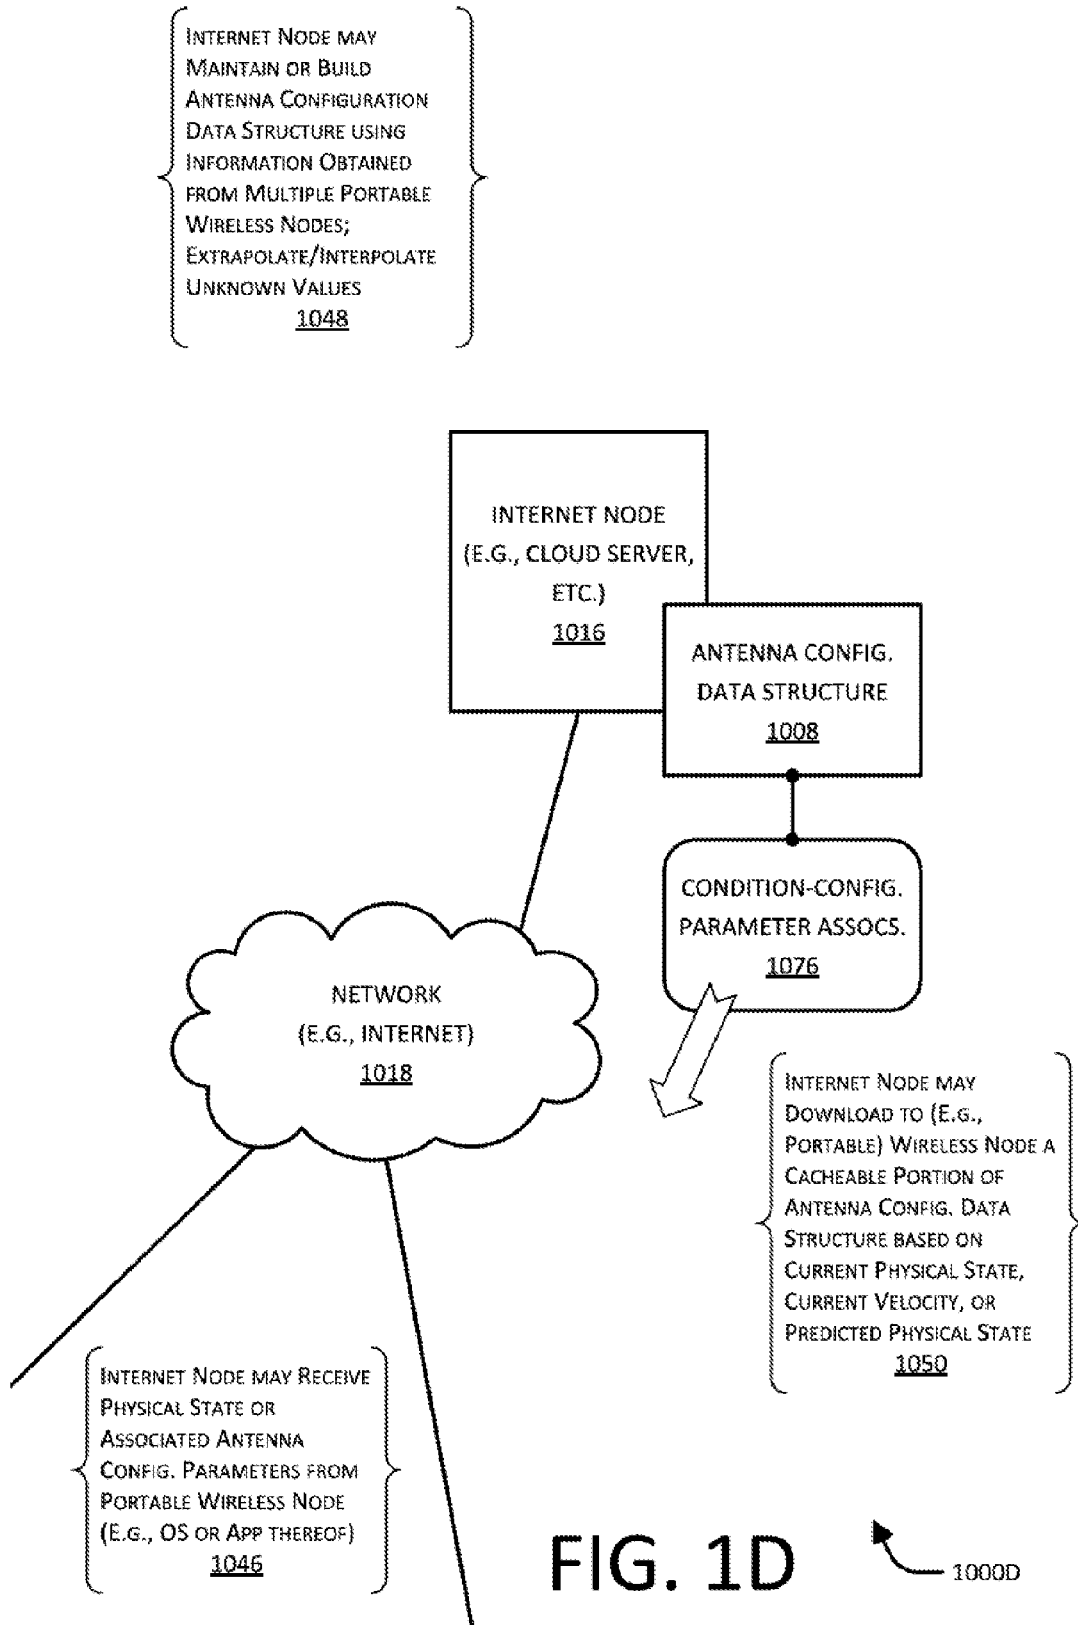 INTERNET NODE MAY
MAINTAIN OR BUILD
ANTENNA CONFIGURATION
DATA STRUCTURE USING
INFORMATION OBTAINED
FROM MULTIPLE PORTABLE
WIRELESS NODES;
EXTRAPOLATE/INTERPOLATE
UNKNOWN VALUES
1048
INTERNET NODE
(E.G., CLOUD SERVER,
ETC.)
1016
ANTENNA CONFIG.
DATA STRUCTURE
1008
CONDITION-CONFIG.
PARAMETER ASSOCS.
1076
NETWORK
(E.G., INTERNET)
1018
INTERNET NODE MAY
DOWNLOAD TO (E.G.,
PORTABLE) WIRELESS NODE A
CACHEABLE PORTION OF
ANTENNA CONFIG. DATA
STRUCTURE BASED ON
CURRENT PHYSICAL STATE,
CURRENT VELOCITY, OR
PREDICTED PHYSICAL STATE
1050
INTERNET NODE MAY RECEIVE
PHYSICAL STATE OR
ASSOCIATED ANTENNA
CONFIG. PARAMETERS FROM
PORTABLE WIRELESS NODE
(E.G., OS OR APP THEREOF)
1046
FIG. 1D
1000D